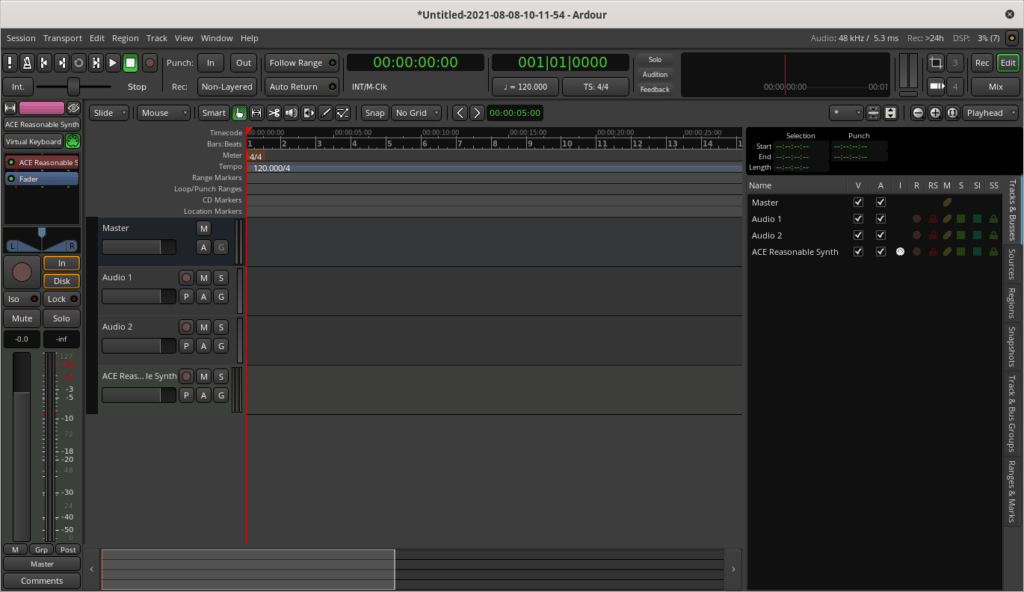 *Untitled-2021-08-08-10-11-54 - Ardour
Session Transport Edit Region Track View Window Help
Audio: 48 kHz / 5.3 ms Rec: >24h DSP: 3% (7)
Punch: In Out Follow Range 00:00:00:00 001|01|0000 Solo Rec Edit
Audition
Feedback
Int. Stop Rec: Non-Layered Auto Return INT/M-Clk ♩ = 120.000 TS: 4/4 00:00:00:00 00:01 3 4 Mix
Slide Mouse Smart Snap No Grid 00:00:05:00 * Playhead
ACE Reasonable Synth
Virtual Keyboard
ACE Reasonable S
Fader
L R
In
Disk
Iso Lock
Mute Solo
-0.0 -inf
-3
-5
-10
-18
-20
-30
-40
-50
M Grp Post
Master
Comments
Timecode 00:00:00:00 00:00:05:00 00:00:10:00 00:00:15:00 00:00:20:00 00:00:25:00
Bars:Beats 1 2 3 4 5 6 7 8 9 10 11 12 13 14
Meter 4/4
Tempo 120.000/4
Range Markers
Loop/Punch Ranges
CD Markers
Location Markers
Master M
A G
Audio 1 M S
P A G
Audio 2 M S
P A G
ACE Reas... le Synth M S
P A G
Selection Punch
Start --:--:--:-- --:--:--:--
End --:--:--:-- --:--:--:--
Length --:--:--:--
Name V A I R RS M S SI SS
Master
Audio 1
Audio 2
ACE Reasonable Synth
Tracks & Busses
Sources
Regions
Snapshots
Track & Bus Groups
Ranges & Marks